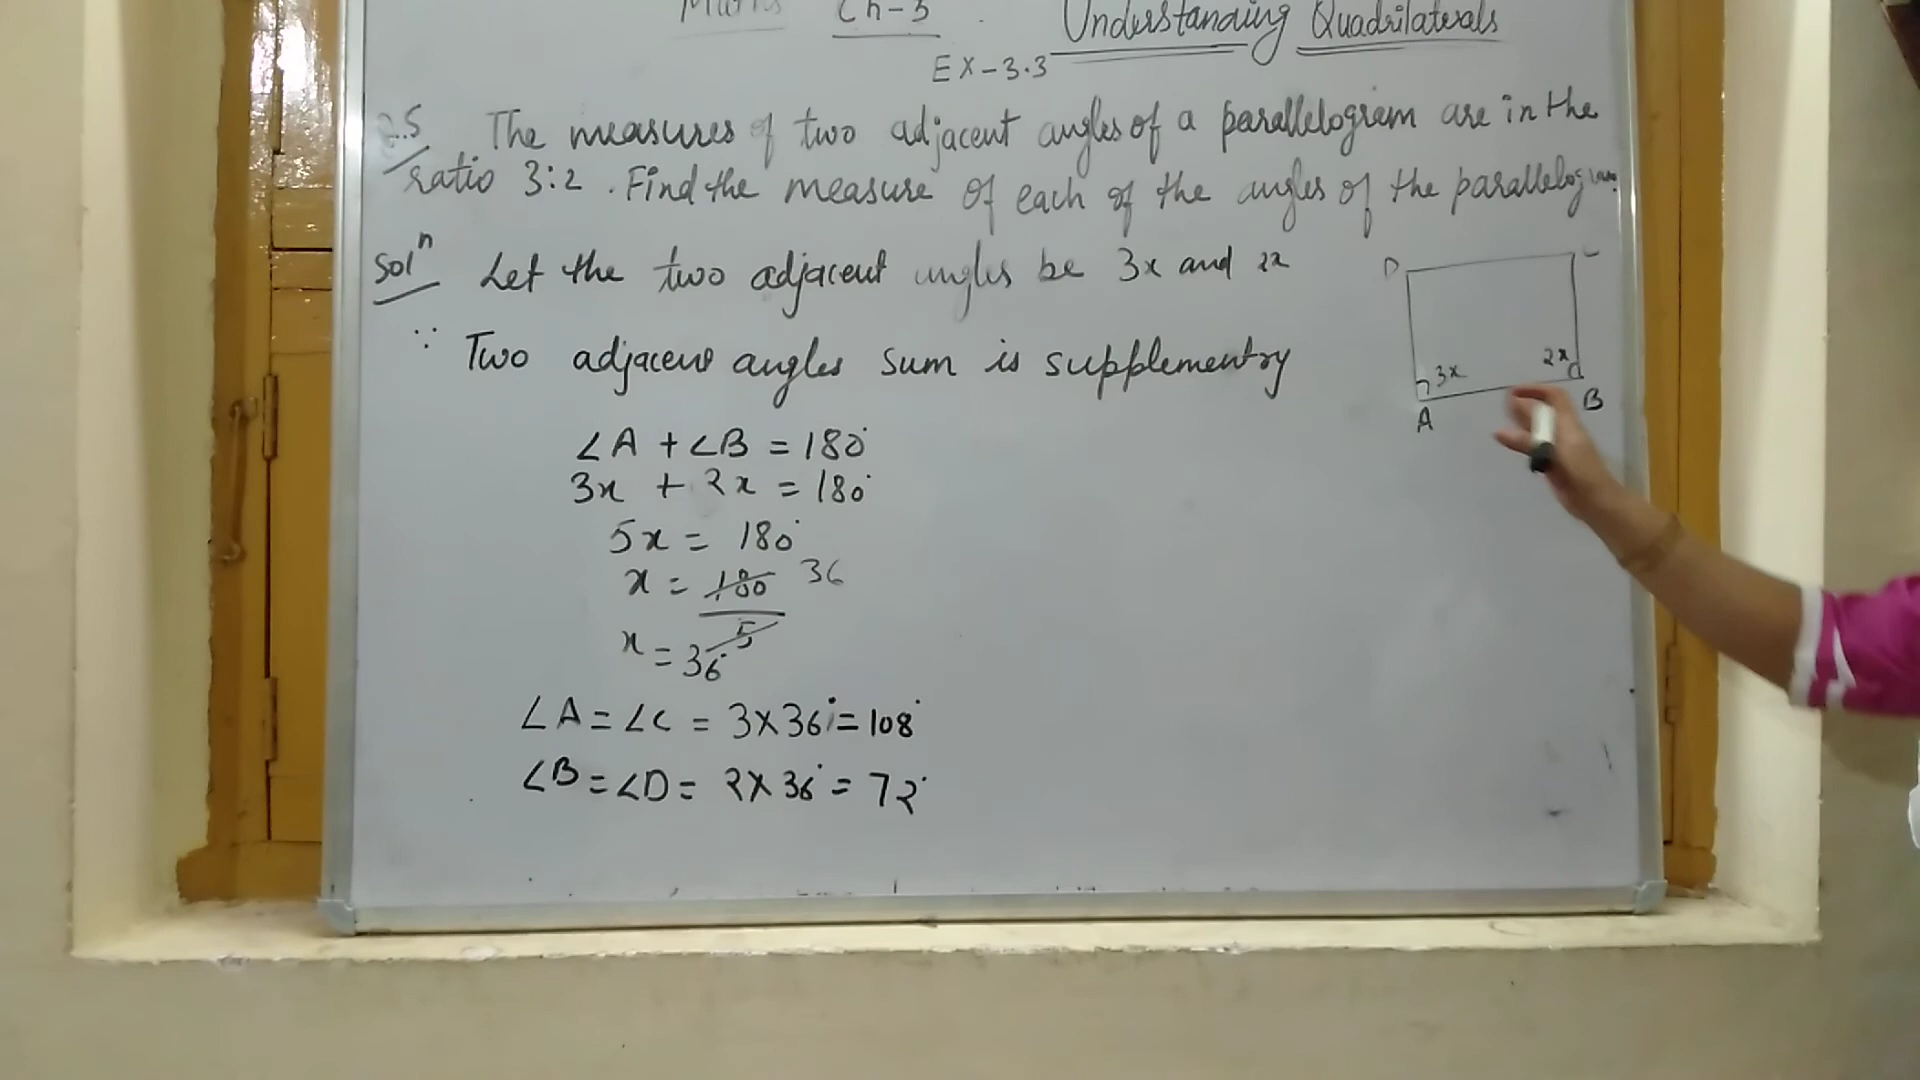 Maths Ch-3 Understanding Quadrilaterals
EX-3.3
Q.5 The measures of two adjacent angles of a parallelogram are in the
ratio 3:2. Find the measure of each of the angles of the parallelogram.
Solⁿ Let the two adjacent angles be 3x and 2x
∵ Two adjacent angles sum is supplementry
∠A + ∠B = 180°
3x + 2x = 180°
5x = 180°
x = 180 36
5
x = 36°
∠A = ∠C = 3×36° = 108°
∠B = ∠D = 2×36° = 72°
D C
3x 2x
A B